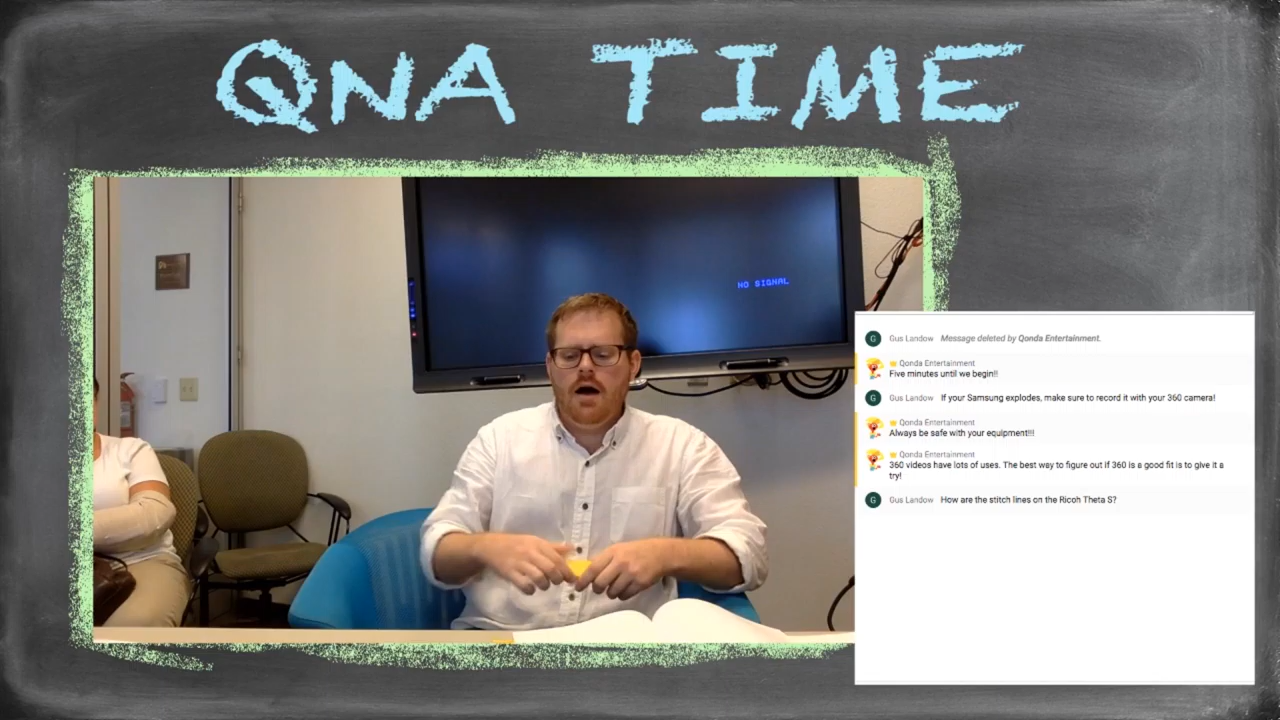 QNA TIME
NO SIGNAL
G Gus Landow Message deleted by Qonda Entertainment.
Qonda Entertainment
Five minutes until we begin!!
G Gus Landow If your Samsung explodes, make sure to record it with your 360 camera!
Qonda Entertainment
Always be safe with your equipment!!!
Qonda Entertainment
360 videos have lots of uses. The best way to figure out if 360 is a good fit is to give it a
try!
G Gus Landow How are the stitch lines on the Ricoh Theta S?